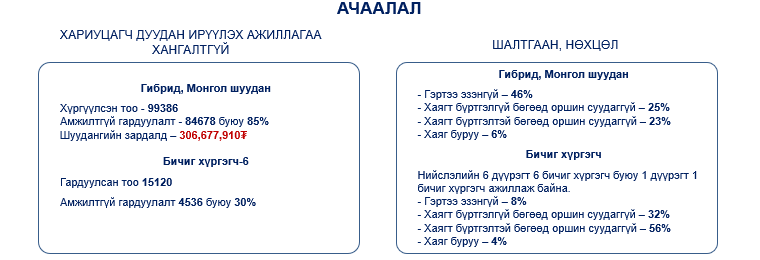 АЧААЛАЛ
ХАРИУЦАГЧ ДУУДАН ИРҮҮЛЭХ АЖИЛЛАГАА
ХАНГАЛТГҮЙ
Гибрид, Монгол шуудан
Хүргүүлсэн тоо - 99386
Амжилтгүй гардуулалт - 84678 буюу 85%
Шуудангийн зардалд – 306,677,910₮
Бичиг хүргэгч-6
Гардуулсан тоо 15120
Амжилтгүй гардуулалт 4536 буюу 30%
ШАЛТГААН, НӨХЦӨЛ
Гибрид, Монгол шуудан
- Гэртээ эзэнгүй – 46%
- Хаягт бүртгэлгүй бөгөөд оршин суудаггүй – 25%
- Хаягт бүртгэлтэй бөгөөд оршин суудаггүй – 23%
- Хаяг буруу – 6%
Бичиг хүргэгч
Нийслэлийн 6 дүүрэгт 6 бичиг хүргэгч буюу 1 дүүрэгт 1
бичиг хүргэгч ажиллаж байна.
- Гэртээ эзэнгүй – 8%
- Хаягт бүртгэлгүй бөгөөд оршин суудаггүй – 32%
- Хаягт бүртгэлтэй бөгөөд оршин суудаггүй – 56%
- Хаяг буруу – 4%